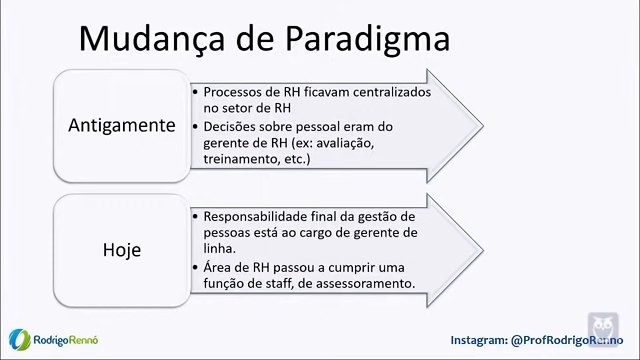 Mudança de Paradigma
Antigamente
• Processos de RH ficavam centralizados
no setor de RH
• Decisões sobre pessoal eram do
gerente de RH (ex: avaliação,
treinamento, etc.)
Hoje
• Responsabilidade final da gestão de
pessoas está ao cargo de gerente de
linha.
• Área de RH passou a cumprir uma
função de staff, de assessoramento.
RodrigoRennó
Instagram: @ProfRodrigoRenno